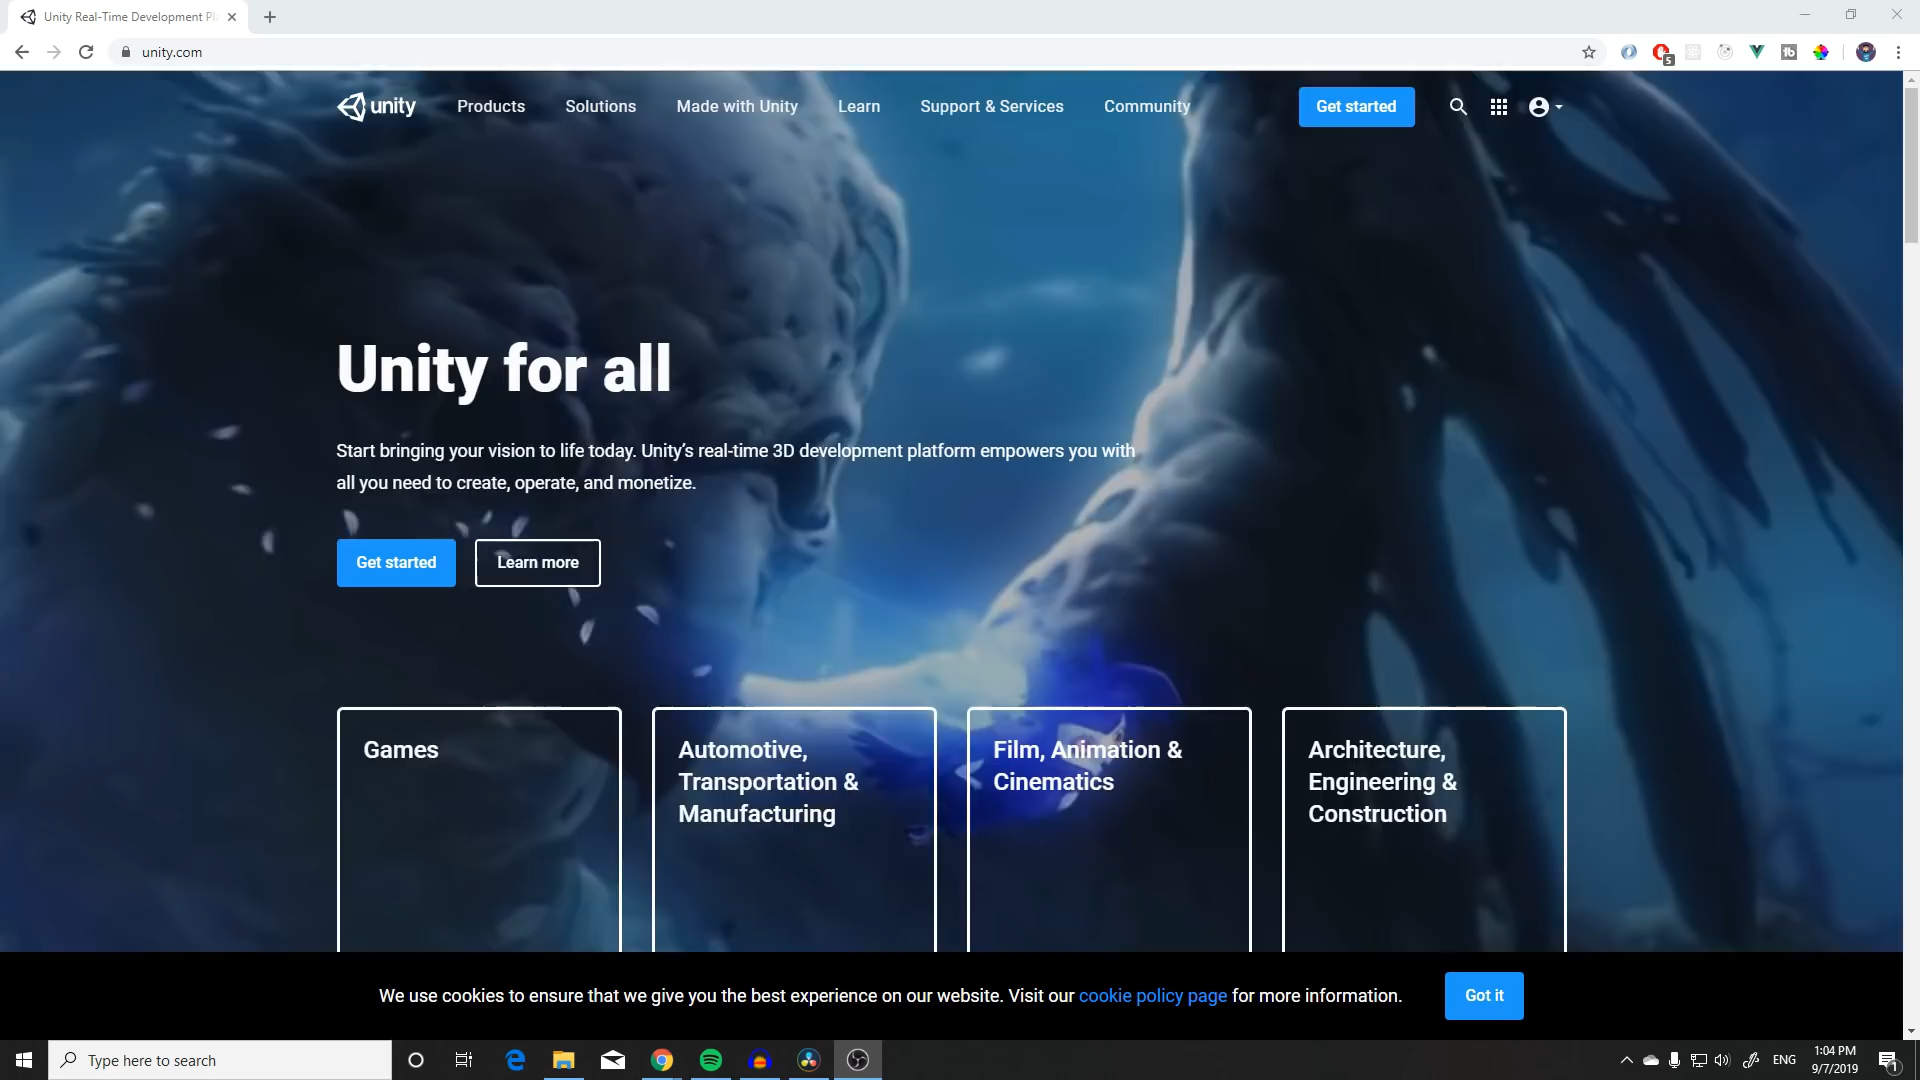 Unity Real-Time Development Pl
unity.com
5
unity
Products
Solutions
Made with Unity
Learn
Support & Services
Community
Get started
Unity for all
Start bringing your vision to life today. Unity’s real-time 3D development platform empowers you with
all you need to create, operate, and monetize.
Get started
Learn more
Games
Automotive,
Transportation &
Manufacturing
Film, Animation &
Cinematics
Architecture,
Engineering &
Construction
We use cookies to ensure that we give you the best experience on our website. Visit our cookie policy page for more information.
Got it
Type here to search
ENG
1:04 PM
9/7/2019
1